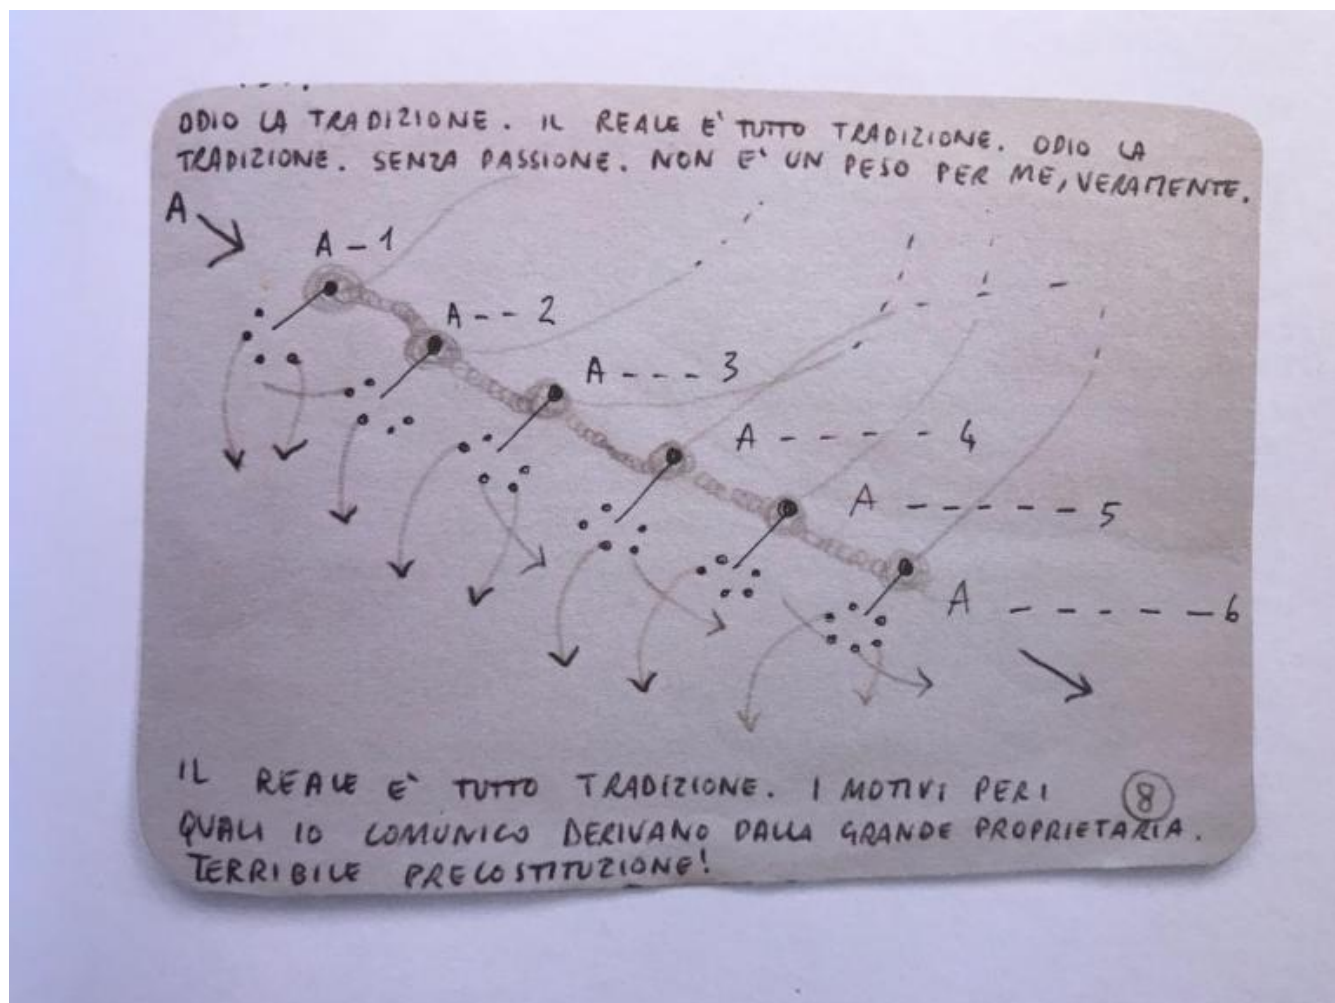 ODIO LA TRADIZIONE. IL REALE E' TUTTO TRADIZIONE. ODIO LA
TRADIZIONE. SENZA PASSIONE. NON E' UN PESO PER ME, VERAMENTE.
A
A - 1
A - - 2
A - - - 3
A - - - - 4
A - - - - - 5
A - - - - - - 6
IL REALE E' TUTTO TRADIZIONE. I MOTIVI PER I
8
QUALI IO COMUNICO DERIVANO DALLA GRANDE PROPRIETARIA.
TERRIBILE PRECOSTITUZIONE!